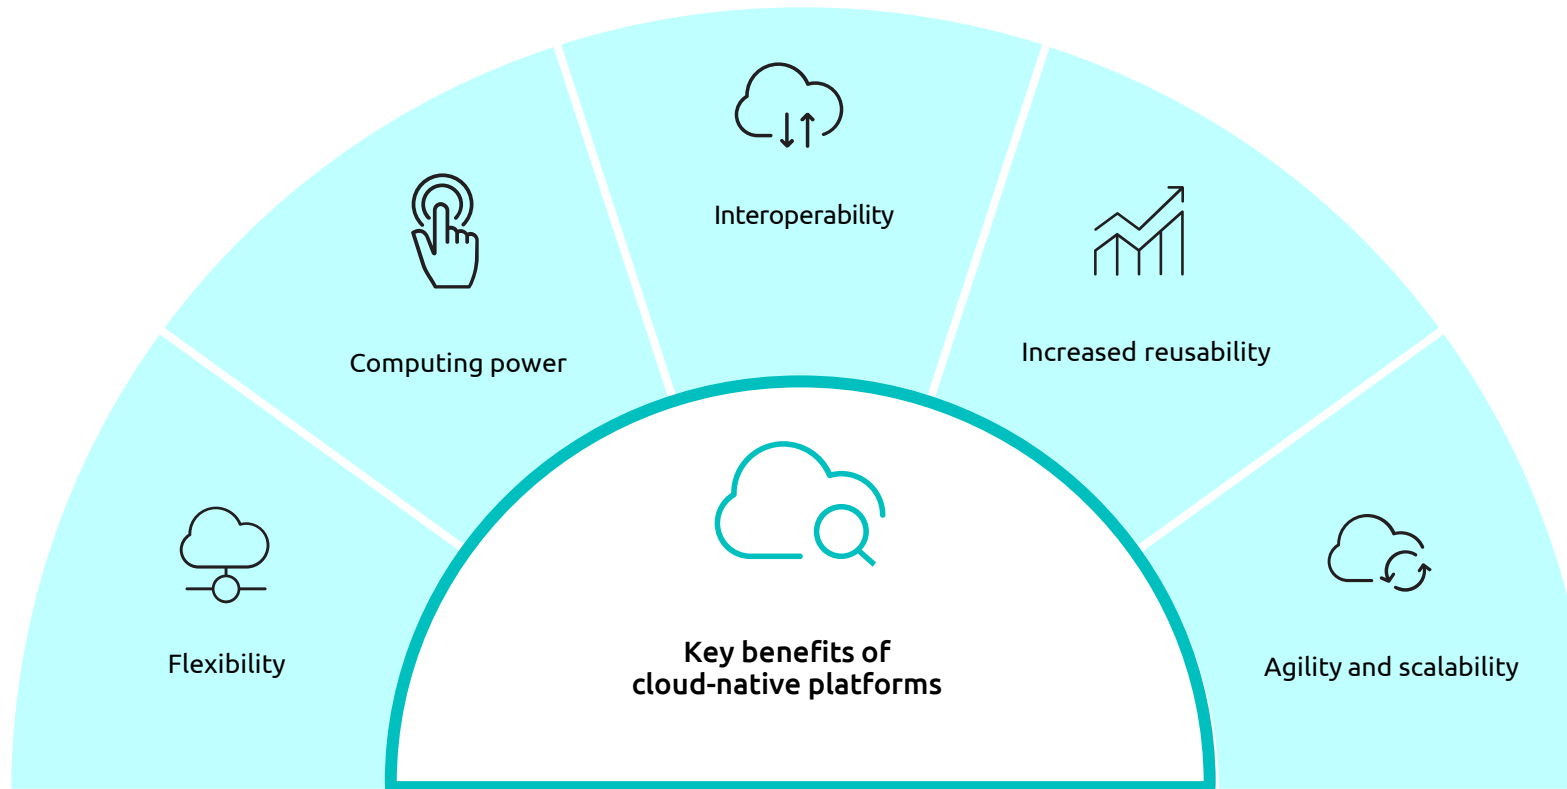 Interoperability
Increased reusability
Computing power
Key benefits of
cloud-native platforms
Flexibility
Agility and scalability